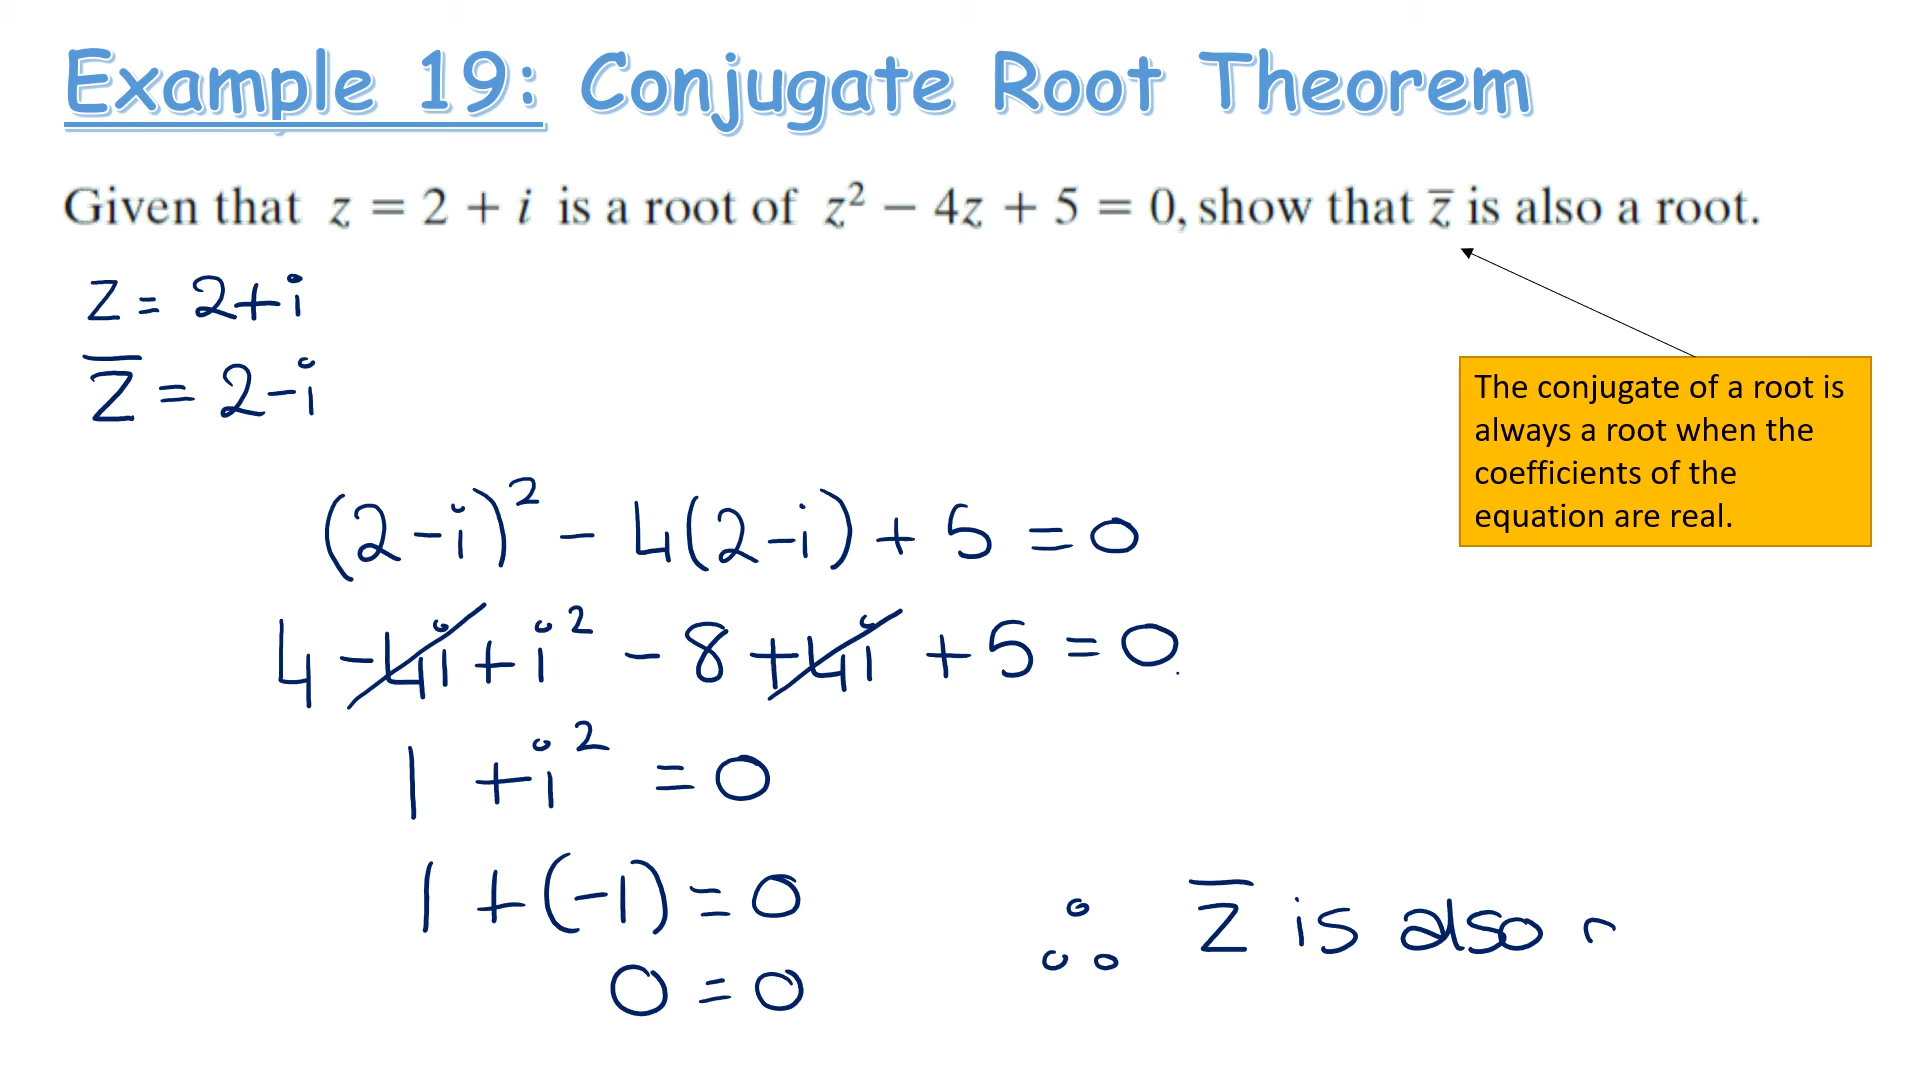 Example 19: Conjugate Root Theorem
Given that z = 2 + i is a root of z² − 4z + 5 = 0, show that z̅ is also a root.
z = 2+i
z̅ = 2-i
The conjugate of a root is
always a root when the
coefficients of the
equation are real.
(2-i)² - 4(2-i) + 5 = 0
4 - 4i + i² - 8 + 4i + 5 = 0
1 + i² = 0
1 + (-1) = 0
∴ z̅ is also r
0 = 0